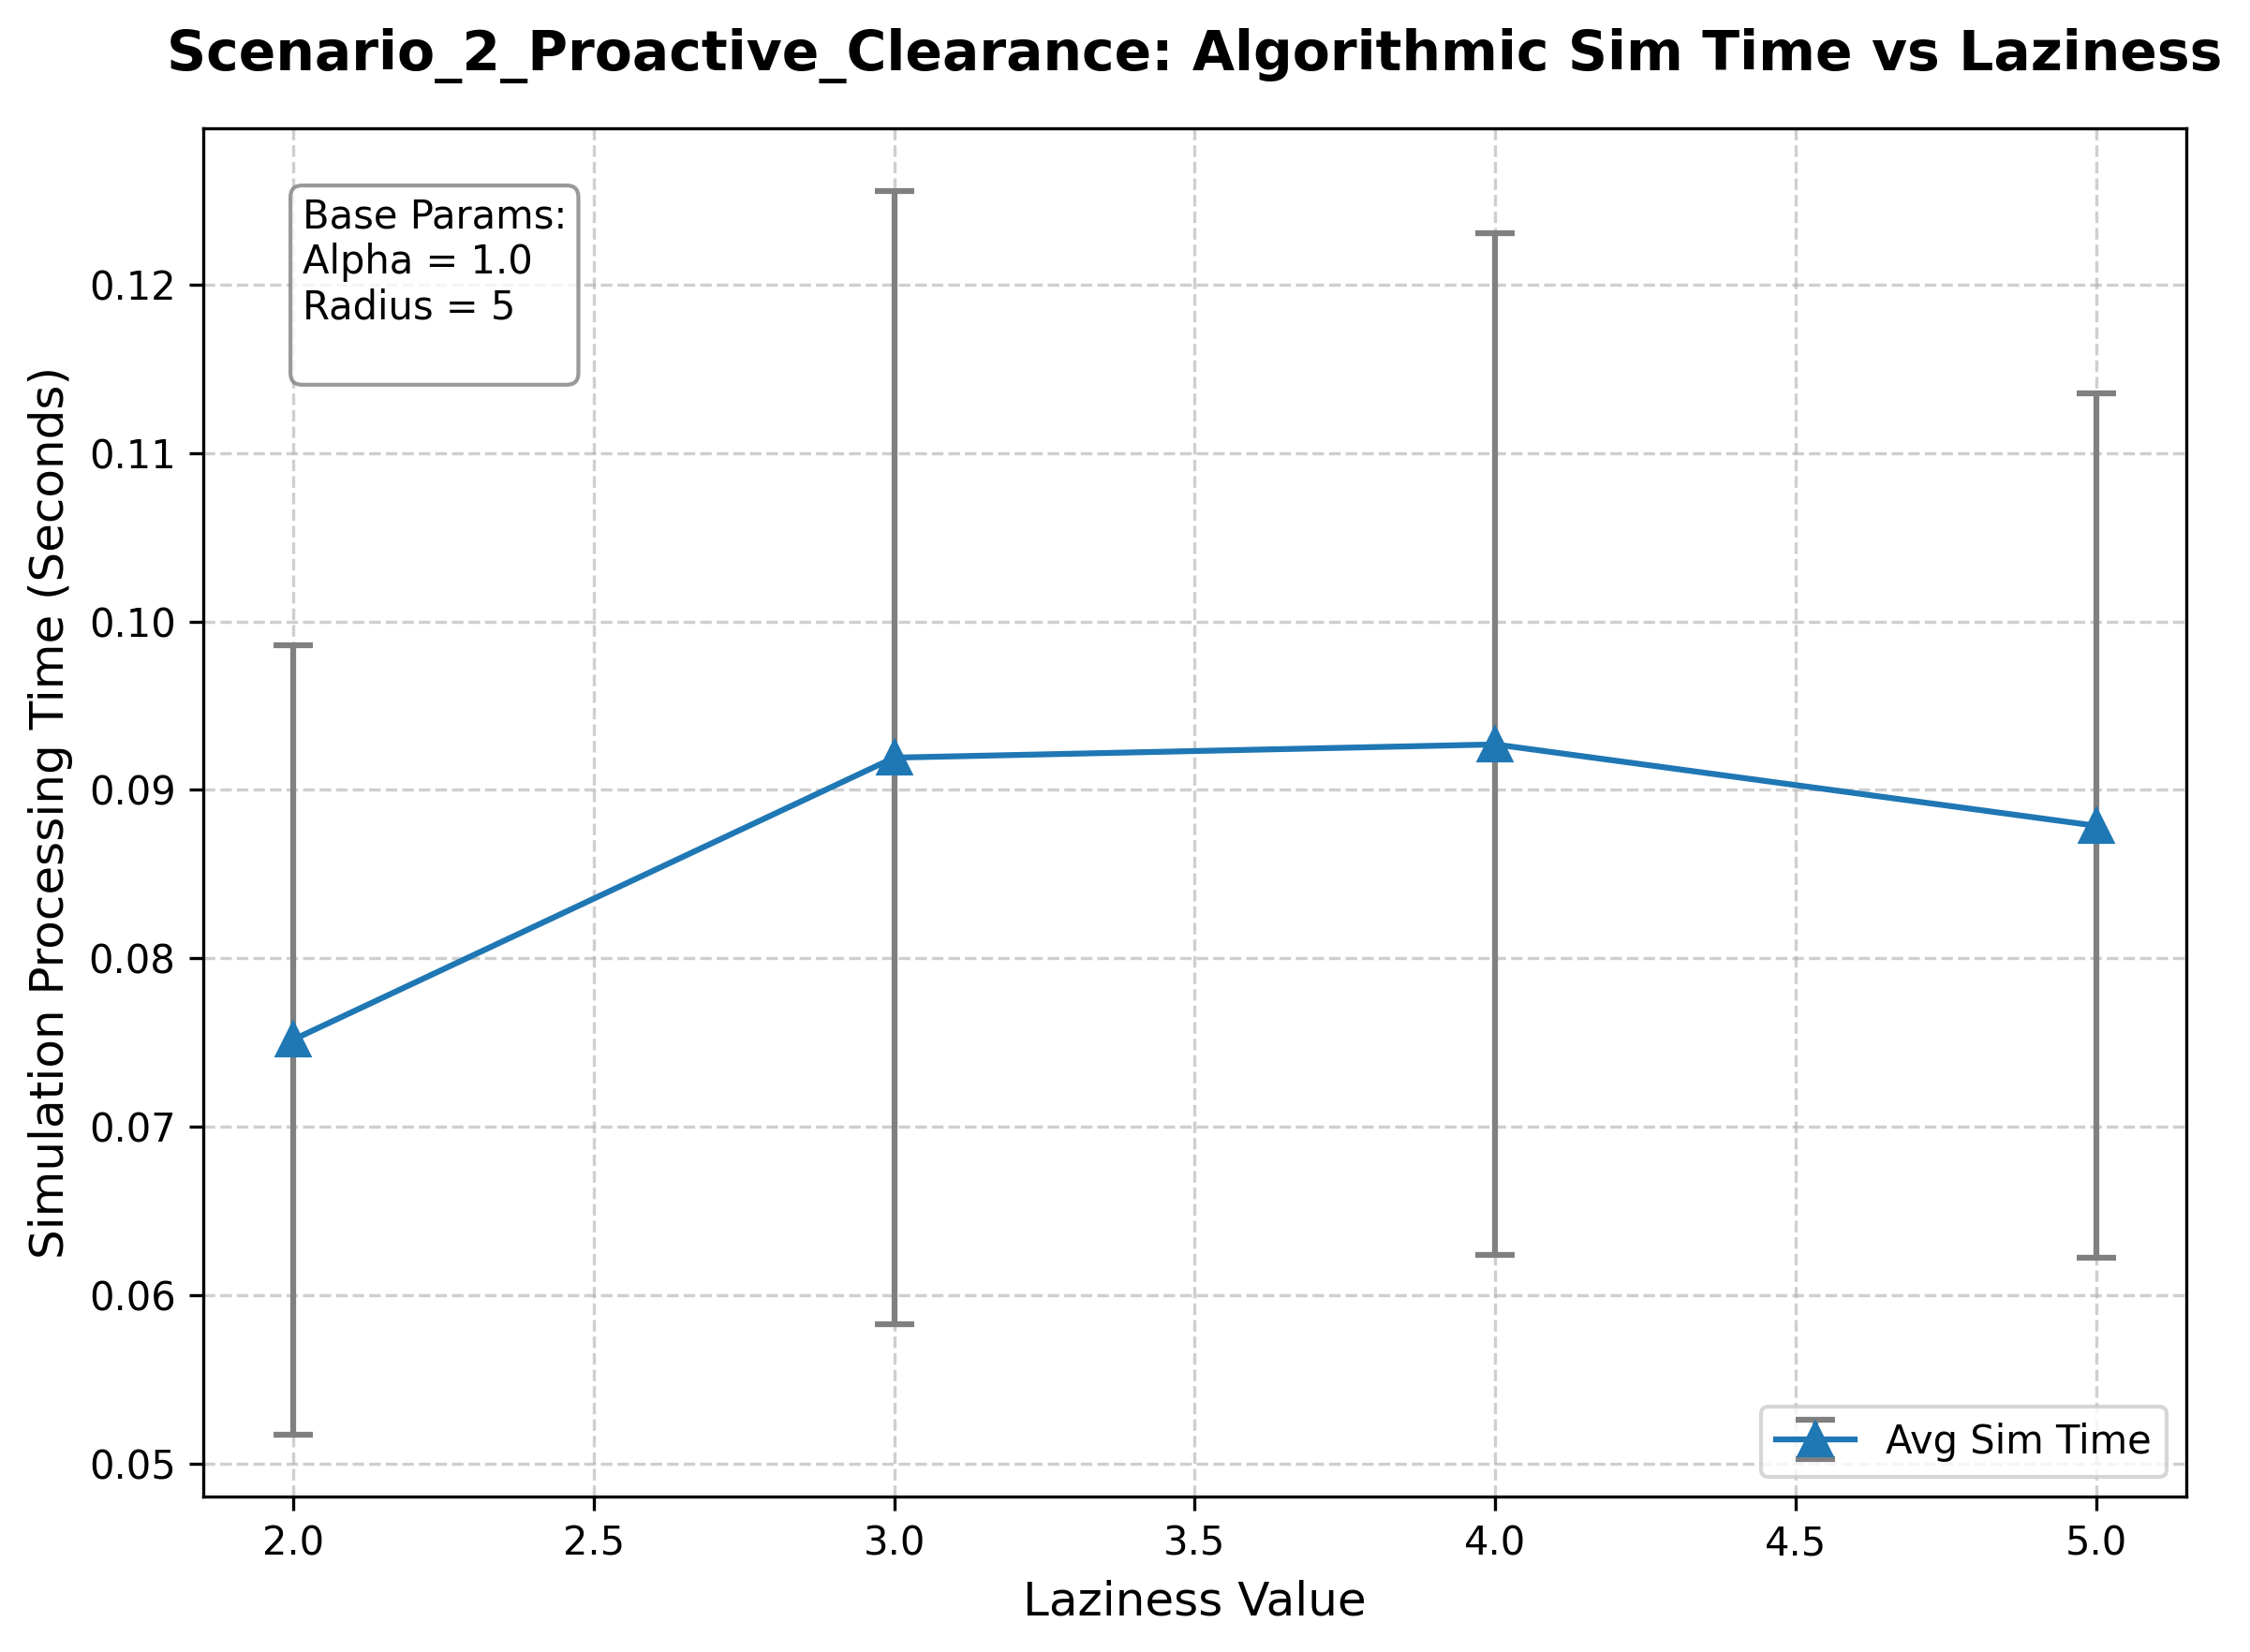 Scenario_2_Proactive_Clearance: Algorithmic Sim Time vs Laziness
Base Params:
Alpha = 1.0
Radius = 5
Simulation Processing Time (Seconds)
0.12
0.11
0.10
0.09
0.08
0.07
0.06
0.05
Avg Sim Time
2.0 2.5 3.0 3.5 4.0 4.5 5.0
Laziness Value